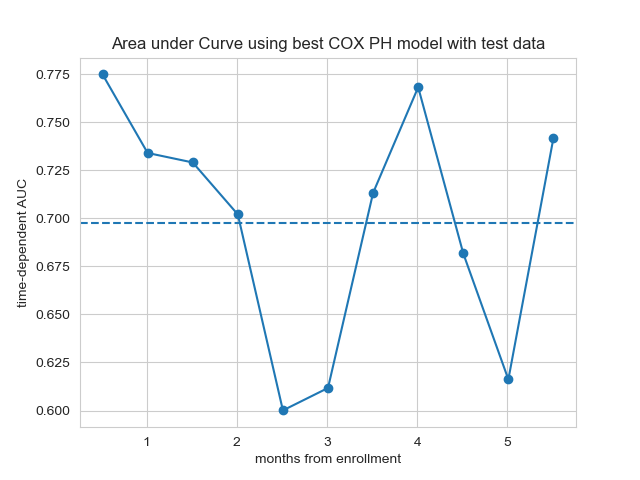 Area under Curve using best COX PH model with test data
time-dependent AUC
0.775
0.750
0.725
0.700
0.675
0.650
0.625
0.600
1 2 3 4 5
months from enrollment